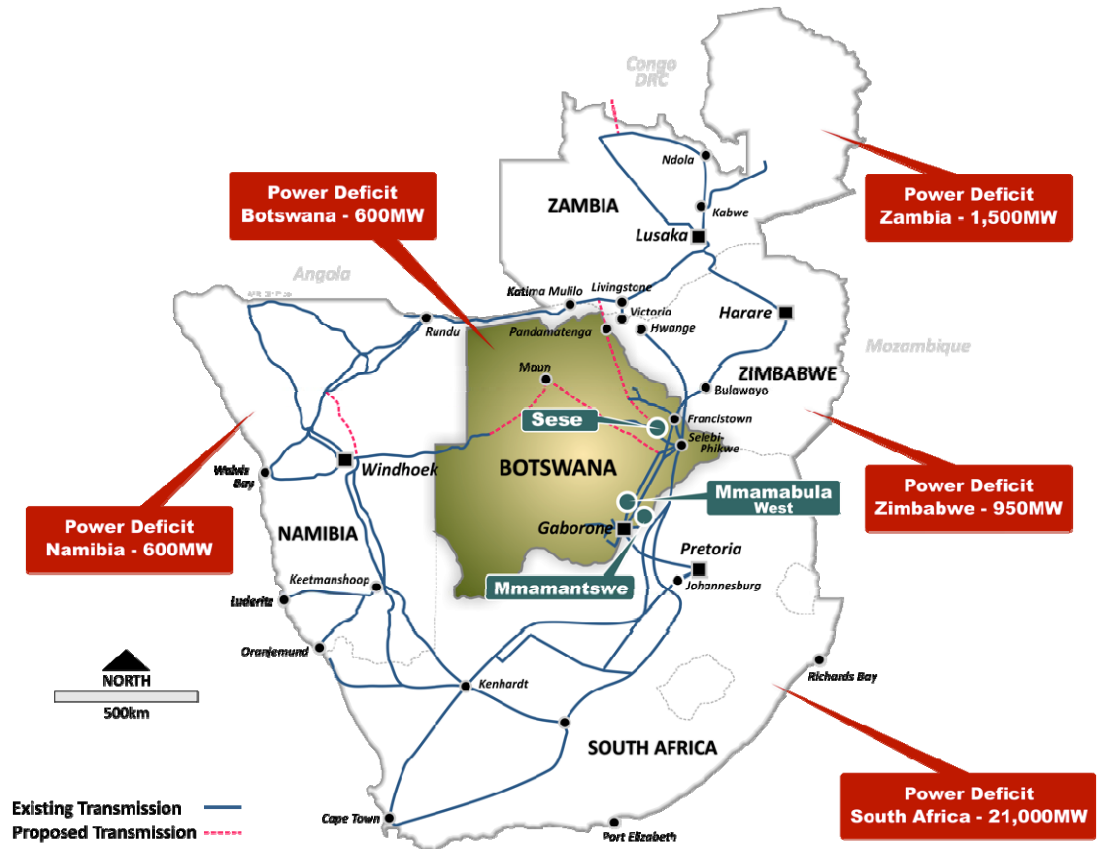 Congo
DRC
Ndola
Power Deficit
Zambia - 1,500MW
Power Deficit
Botswana - 600MW
ZAMBIA
Kabwe
Lusaka
Angola
Katima Mulilo
Livingstone
Victoria
Rundu
Pandamatenga
Hwange
Harare
Mozambique
Maun
ZIMBABWE
Bulawayo
Sese
Francistown
Selebi-
Phikwe
Walvis
Bay
Windhoek
BOTSWANA
Mmamabula
West
Power Deficit
Zimbabwe - 950MW
Power Deficit
Namibia - 600MW
NAMIBIA
Gaborone
Pretoria
Keetmanshoop
Mmamantswe
Johannesburg
Luderitz
Oranjemund
NORTH
500km
Kenhardt
Richards Bay
SOUTH AFRICA
Power Deficit
South Africa - 21,000MW
Existing Transmission
Proposed Transmission
Cape Town
Port Elizabeth